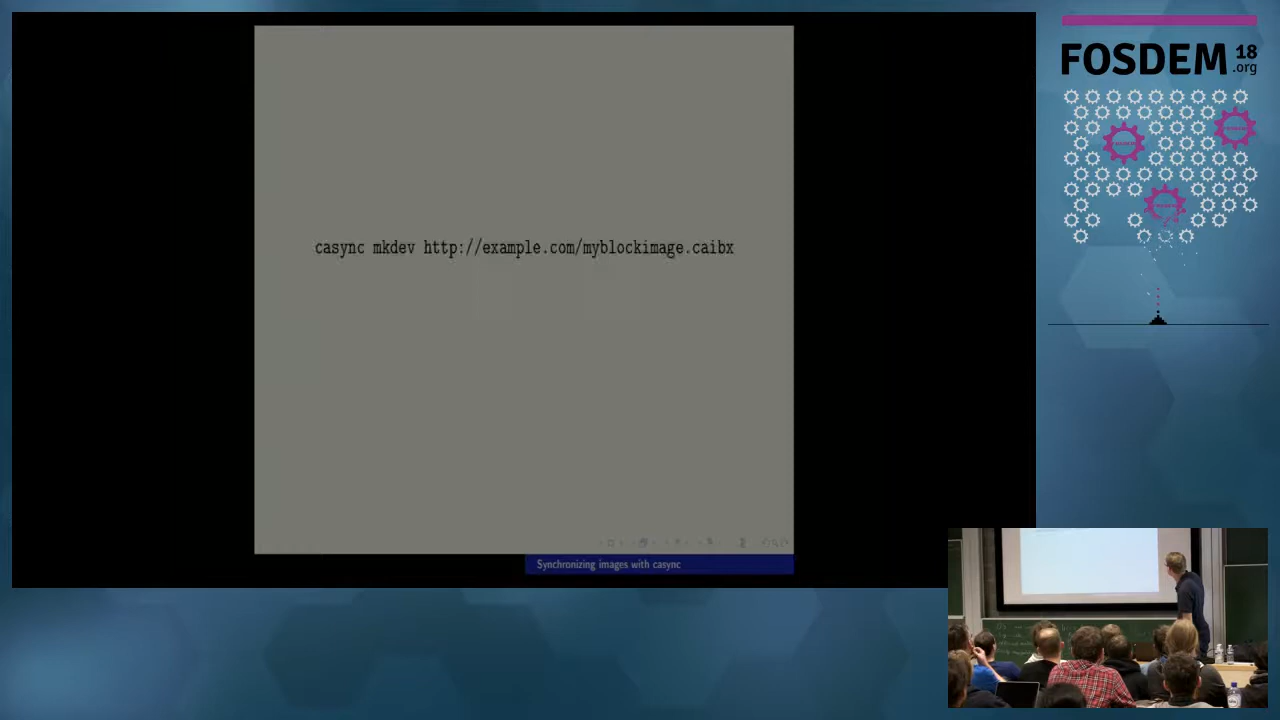 casync mkdev http://example.com/myblockimage.caibx
Synchronizing images with casync
FOSDEM 18
.org